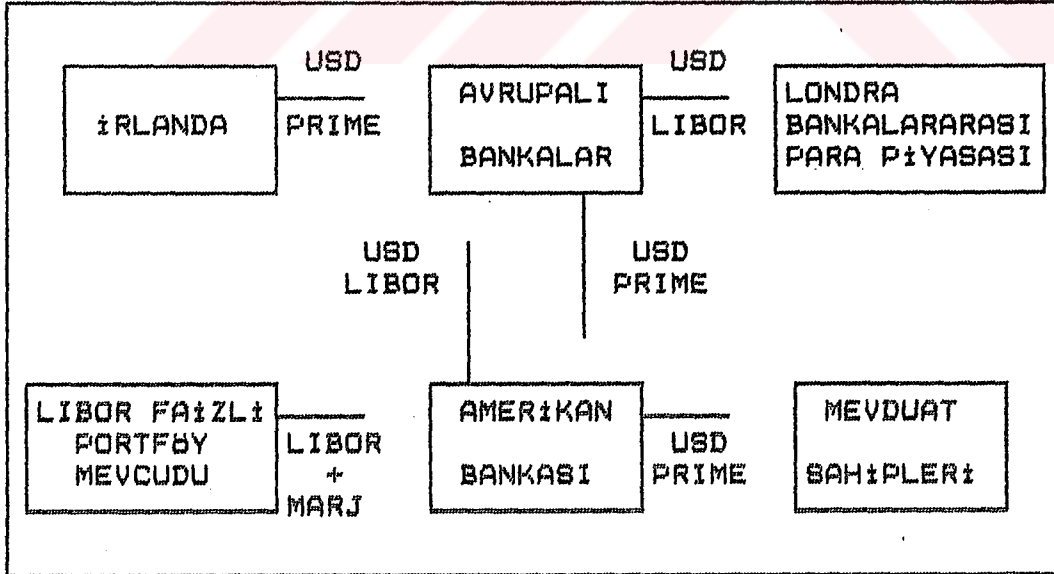 USD
USD
İRLANDA
PRIME
AVRUPALI
BANKALAR
LIBOR
LONDRA
BANKALARARASI
PARA PİYASASI
USD
LIBOR
USD
PRIME
LIBOR FAİZLİ
PORTFÖY
MEVCUDU
LIBOR
+
MARJ
AMERİKAN
BANKASI
USD
PRIME
MEVDUAT
SAHİPLERİ